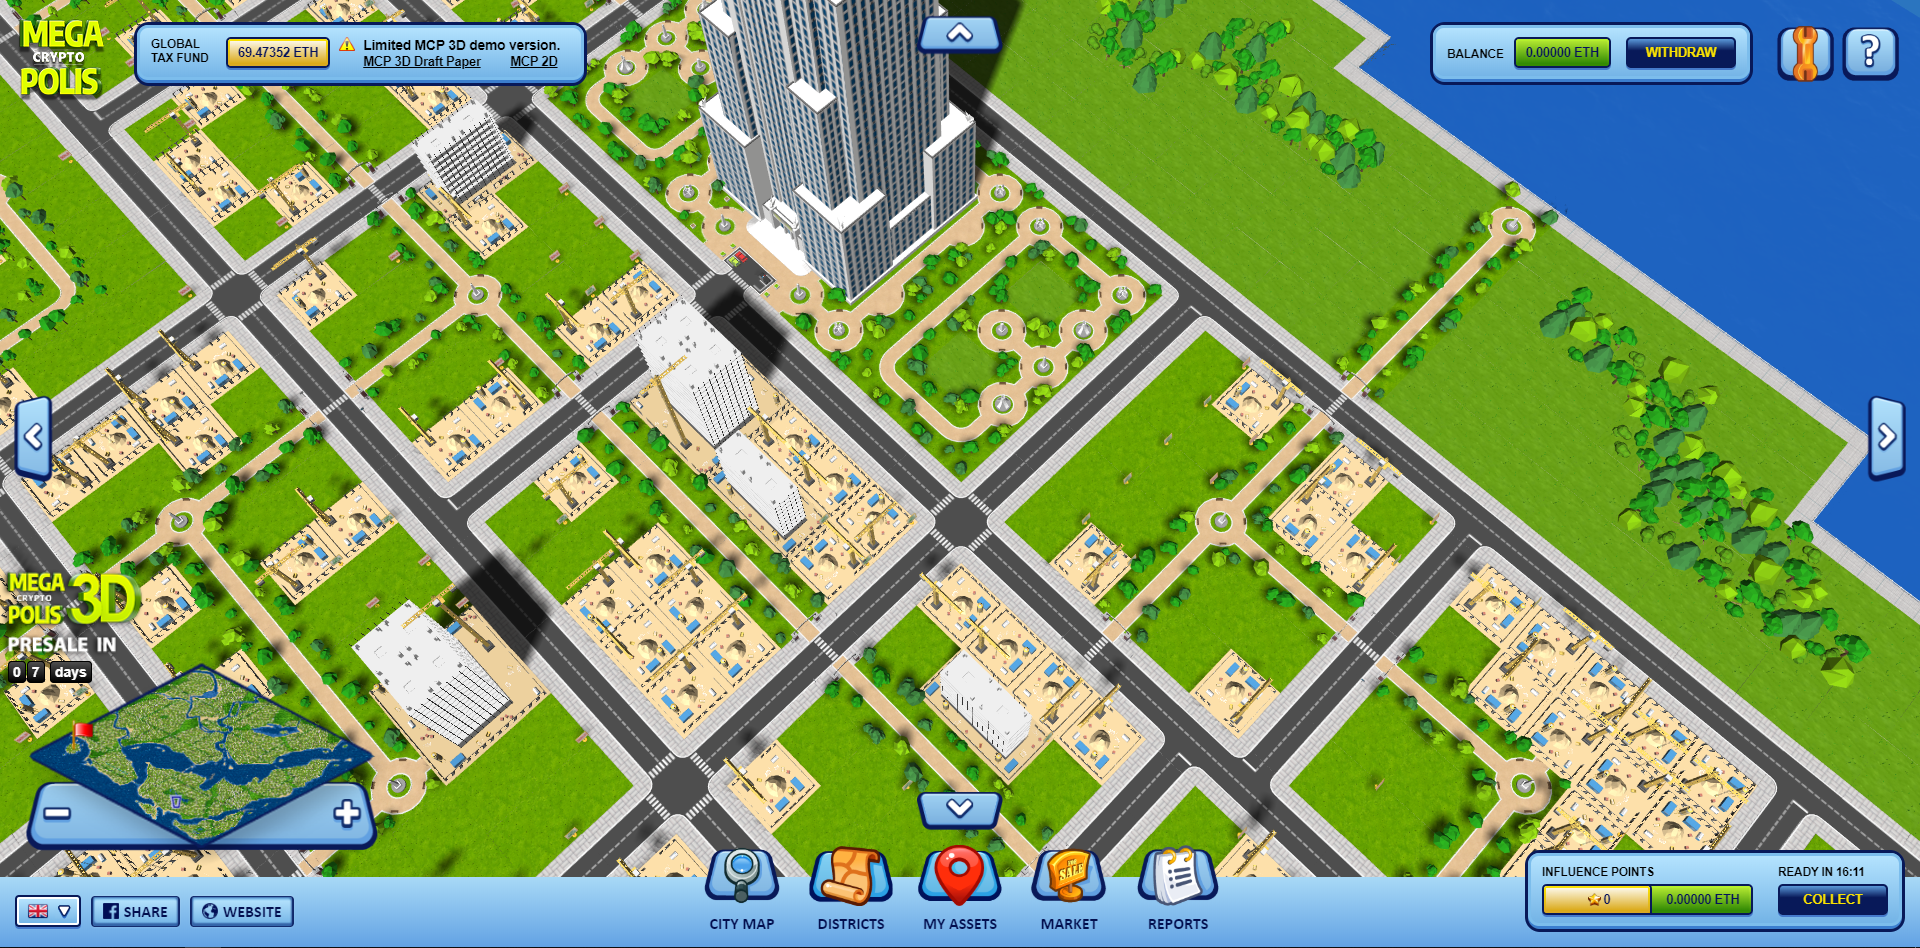 MEGA
CRYPTO
POLIS
GLOBAL
TAX FUND
69.47352 ETH
Limited MCP 3D demo version.
MCP 3D Draft Paper MCP 2D
BALANCE 0.00000 ETH WITHDRAW
?
MEGA
CRYPTO
POLIS
3D
PRESALE IN
0 7 days
SHARE
WEBSITE
CITY MAP
DISTRICTS
MY ASSETS
FOR
SALE
MARKET
REPORTS
INFLUENCE POINTS
READY IN 16:11
0
0.00000 ETH
COLLECT